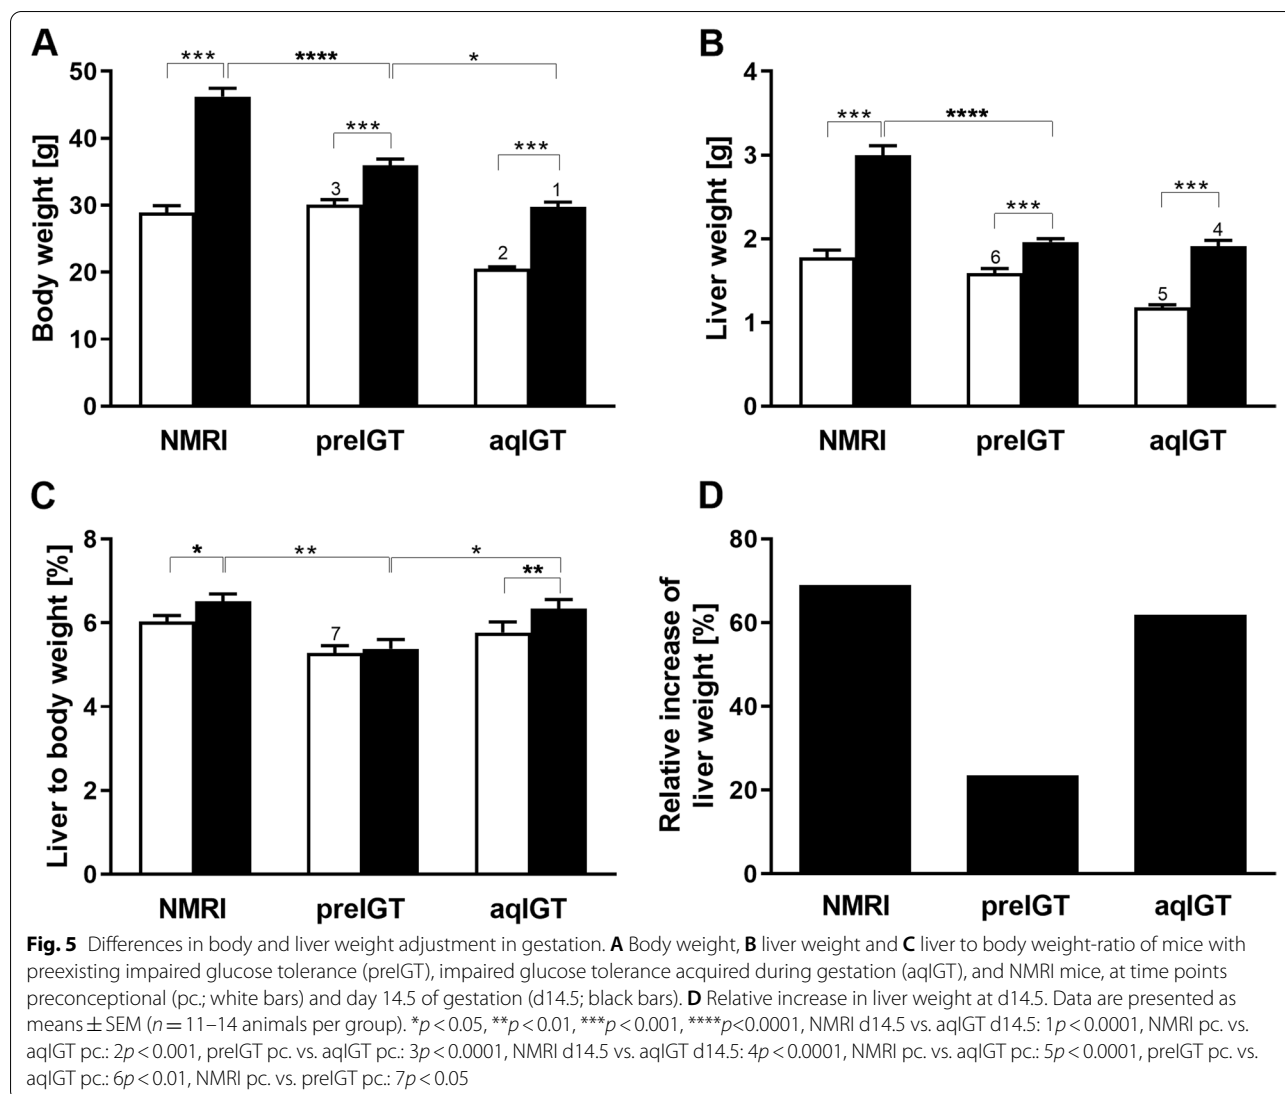 A
*** **** *
50
40
30
20
10
0
Body weight [g]
***
***
3
2
1
NMRI preIGT aqIGT
B
*** ****
4
3
2
1
0
Liver weight [g]
***
***
6
5
4
NMRI preIGT aqIGT
C
* ** *
**
8
6
4
2
0
Liver to body weight [%]
7
NMRI preIGT aqIGT
D
80
60
40
20
0
Relative increase of
liver weight [%]
NMRI preIGT aqIGT
Fig. 5 Differences in body and liver weight adjustment in gestation. A Body weight, B liver weight and C liver to body weight-ratio of mice with
preexisting impaired glucose tolerance (preIGT), impaired glucose tolerance acquired during gestation (aqIGT), and NMRI mice, at time points
preconceptional (pc.; white bars) and day 14.5 of gestation (d14.5; black bars). D Relative increase in liver weight at d14.5. Data are presented as
means ± SEM (n = 11–14 animals per group). *p < 0.05, **p < 0.01, ***p < 0.001, ****p<0.0001, NMRI d14.5 vs. aqIGT d14.5: 1p < 0.0001, NMRI pc. vs.
aqIGT pc.: 2p < 0.001, preIGT pc. vs. aqIGT pc.: 3p < 0.0001, NMRI d14.5 vs. aqIGT d14.5: 4p < 0.0001, NMRI pc. vs. aqIGT pc.: 5p < 0.0001, preIGT pc. vs.
aqIGT pc.: 6p < 0.01, NMRI pc. vs. preIGT pc.: 7p < 0.05